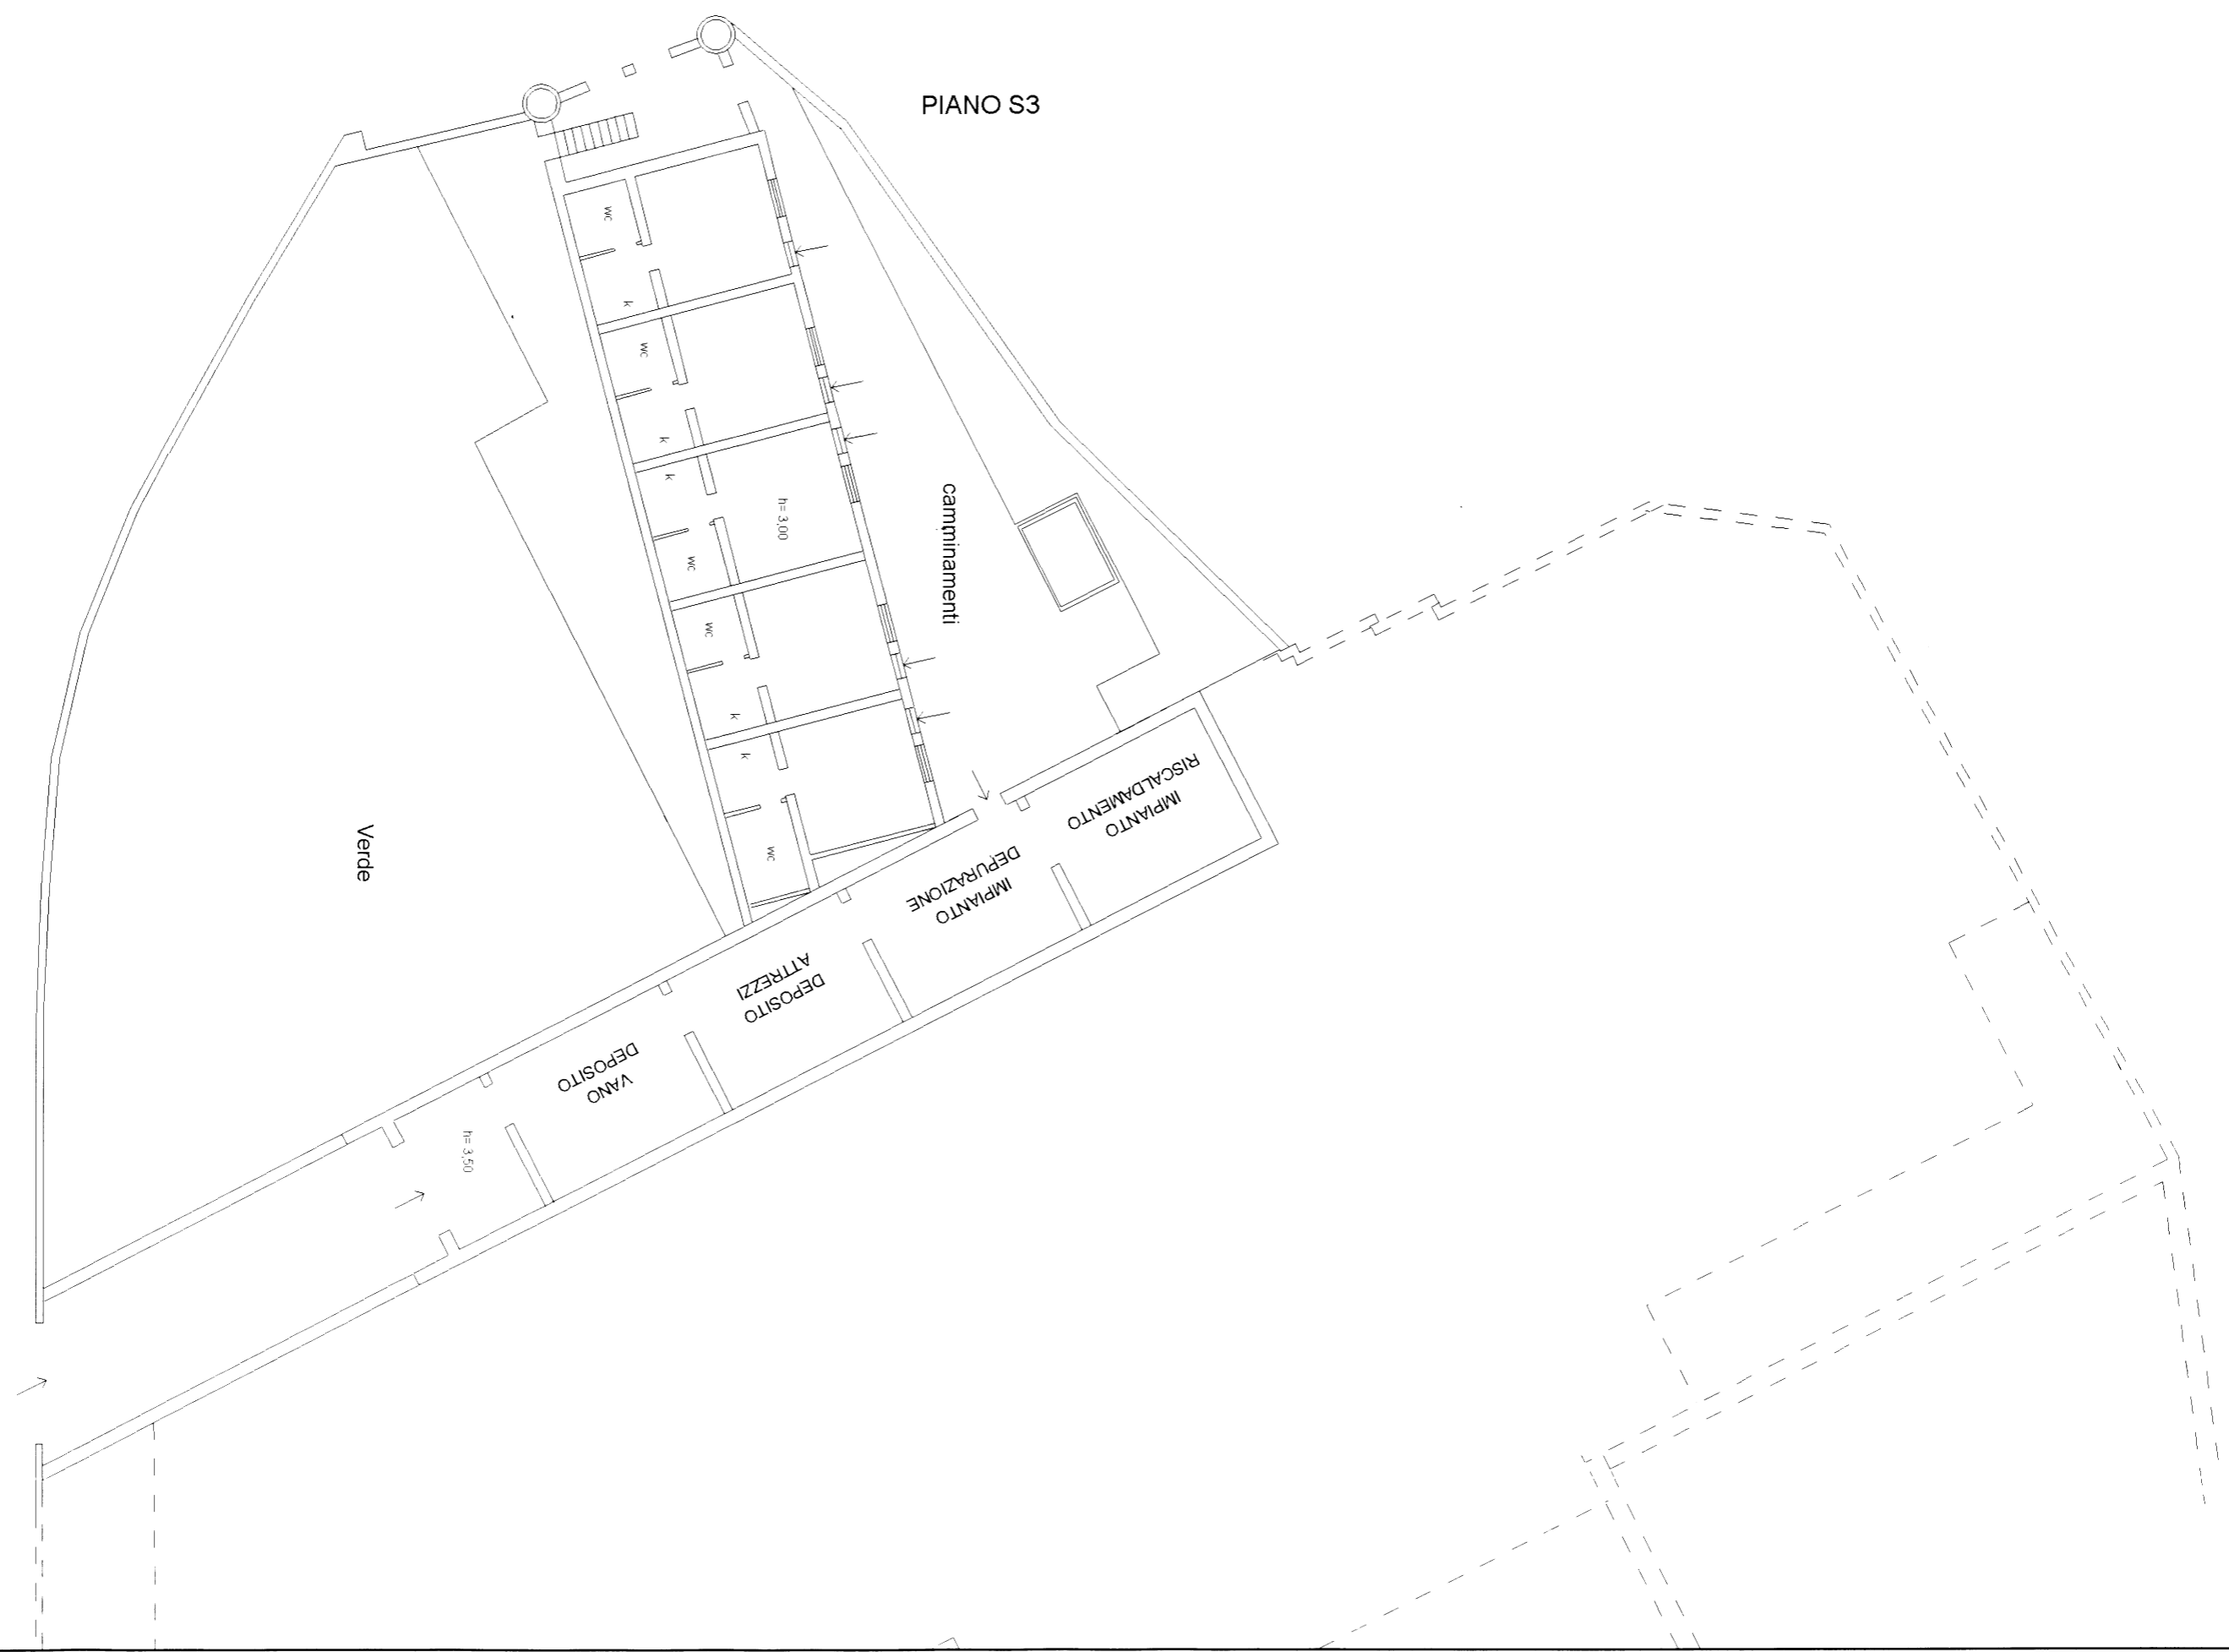 PIANO S3
wc
k
wc
k
k
h= 3,00
camminamenti
wc
wc
k
k
wc
Verde
IMPIANTO
RISCALDAMENTO
IMPIANTO
DEPURAZIONE
DEPOSITO
ATTREZZI
VANO
DEPOSITO
h= 3,50